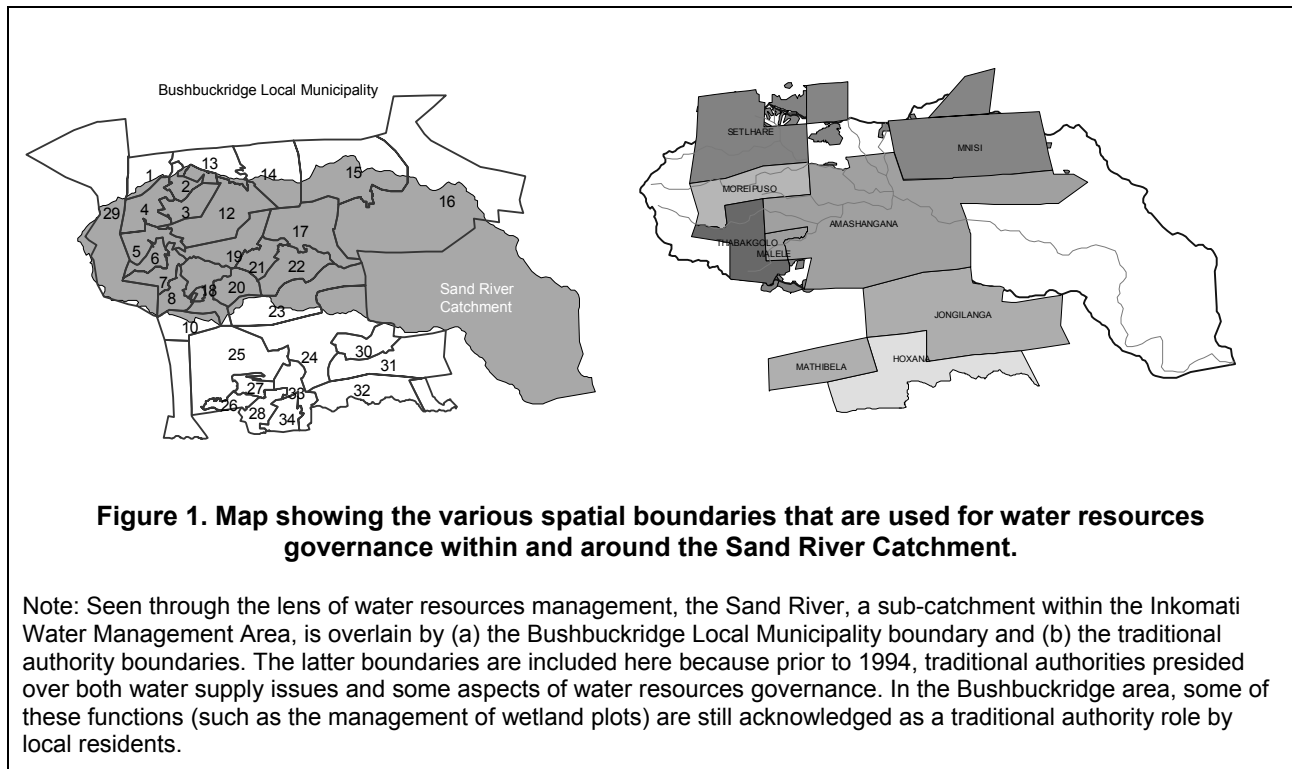 Bushbuckridge Local Municipality
13
1
14
15
2
16
29
4
3
12
17
5
6
19
21
22
7
18
20
8
Sand River
Catchment
23
10
25
24
30
31
27
32
26
33
28
34
SETLHARE
MNISI
MOREIPUSO
AMASHANGANA
THABAKGOLO
MALELE
JONGILANGA
HOXANA
MATHIBELA
Figure 1. Map showing the various spatial boundaries that are used for water resources
governance within and around the Sand River Catchment.
Note: Seen through the lens of water resources management, the Sand River, a sub-catchment within the Inkomati
Water Management Area, is overlain by (a) the Bushbuckridge Local Municipality boundary and (b) the traditional
authority boundaries. The latter boundaries are included here because prior to 1994, traditional authorities presided
over both water supply issues and some aspects of water resources governance. In the Bushbuckridge area, some of
these functions (such as the management of wetland plots) are still acknowledged as a traditional authority role by
local residents.